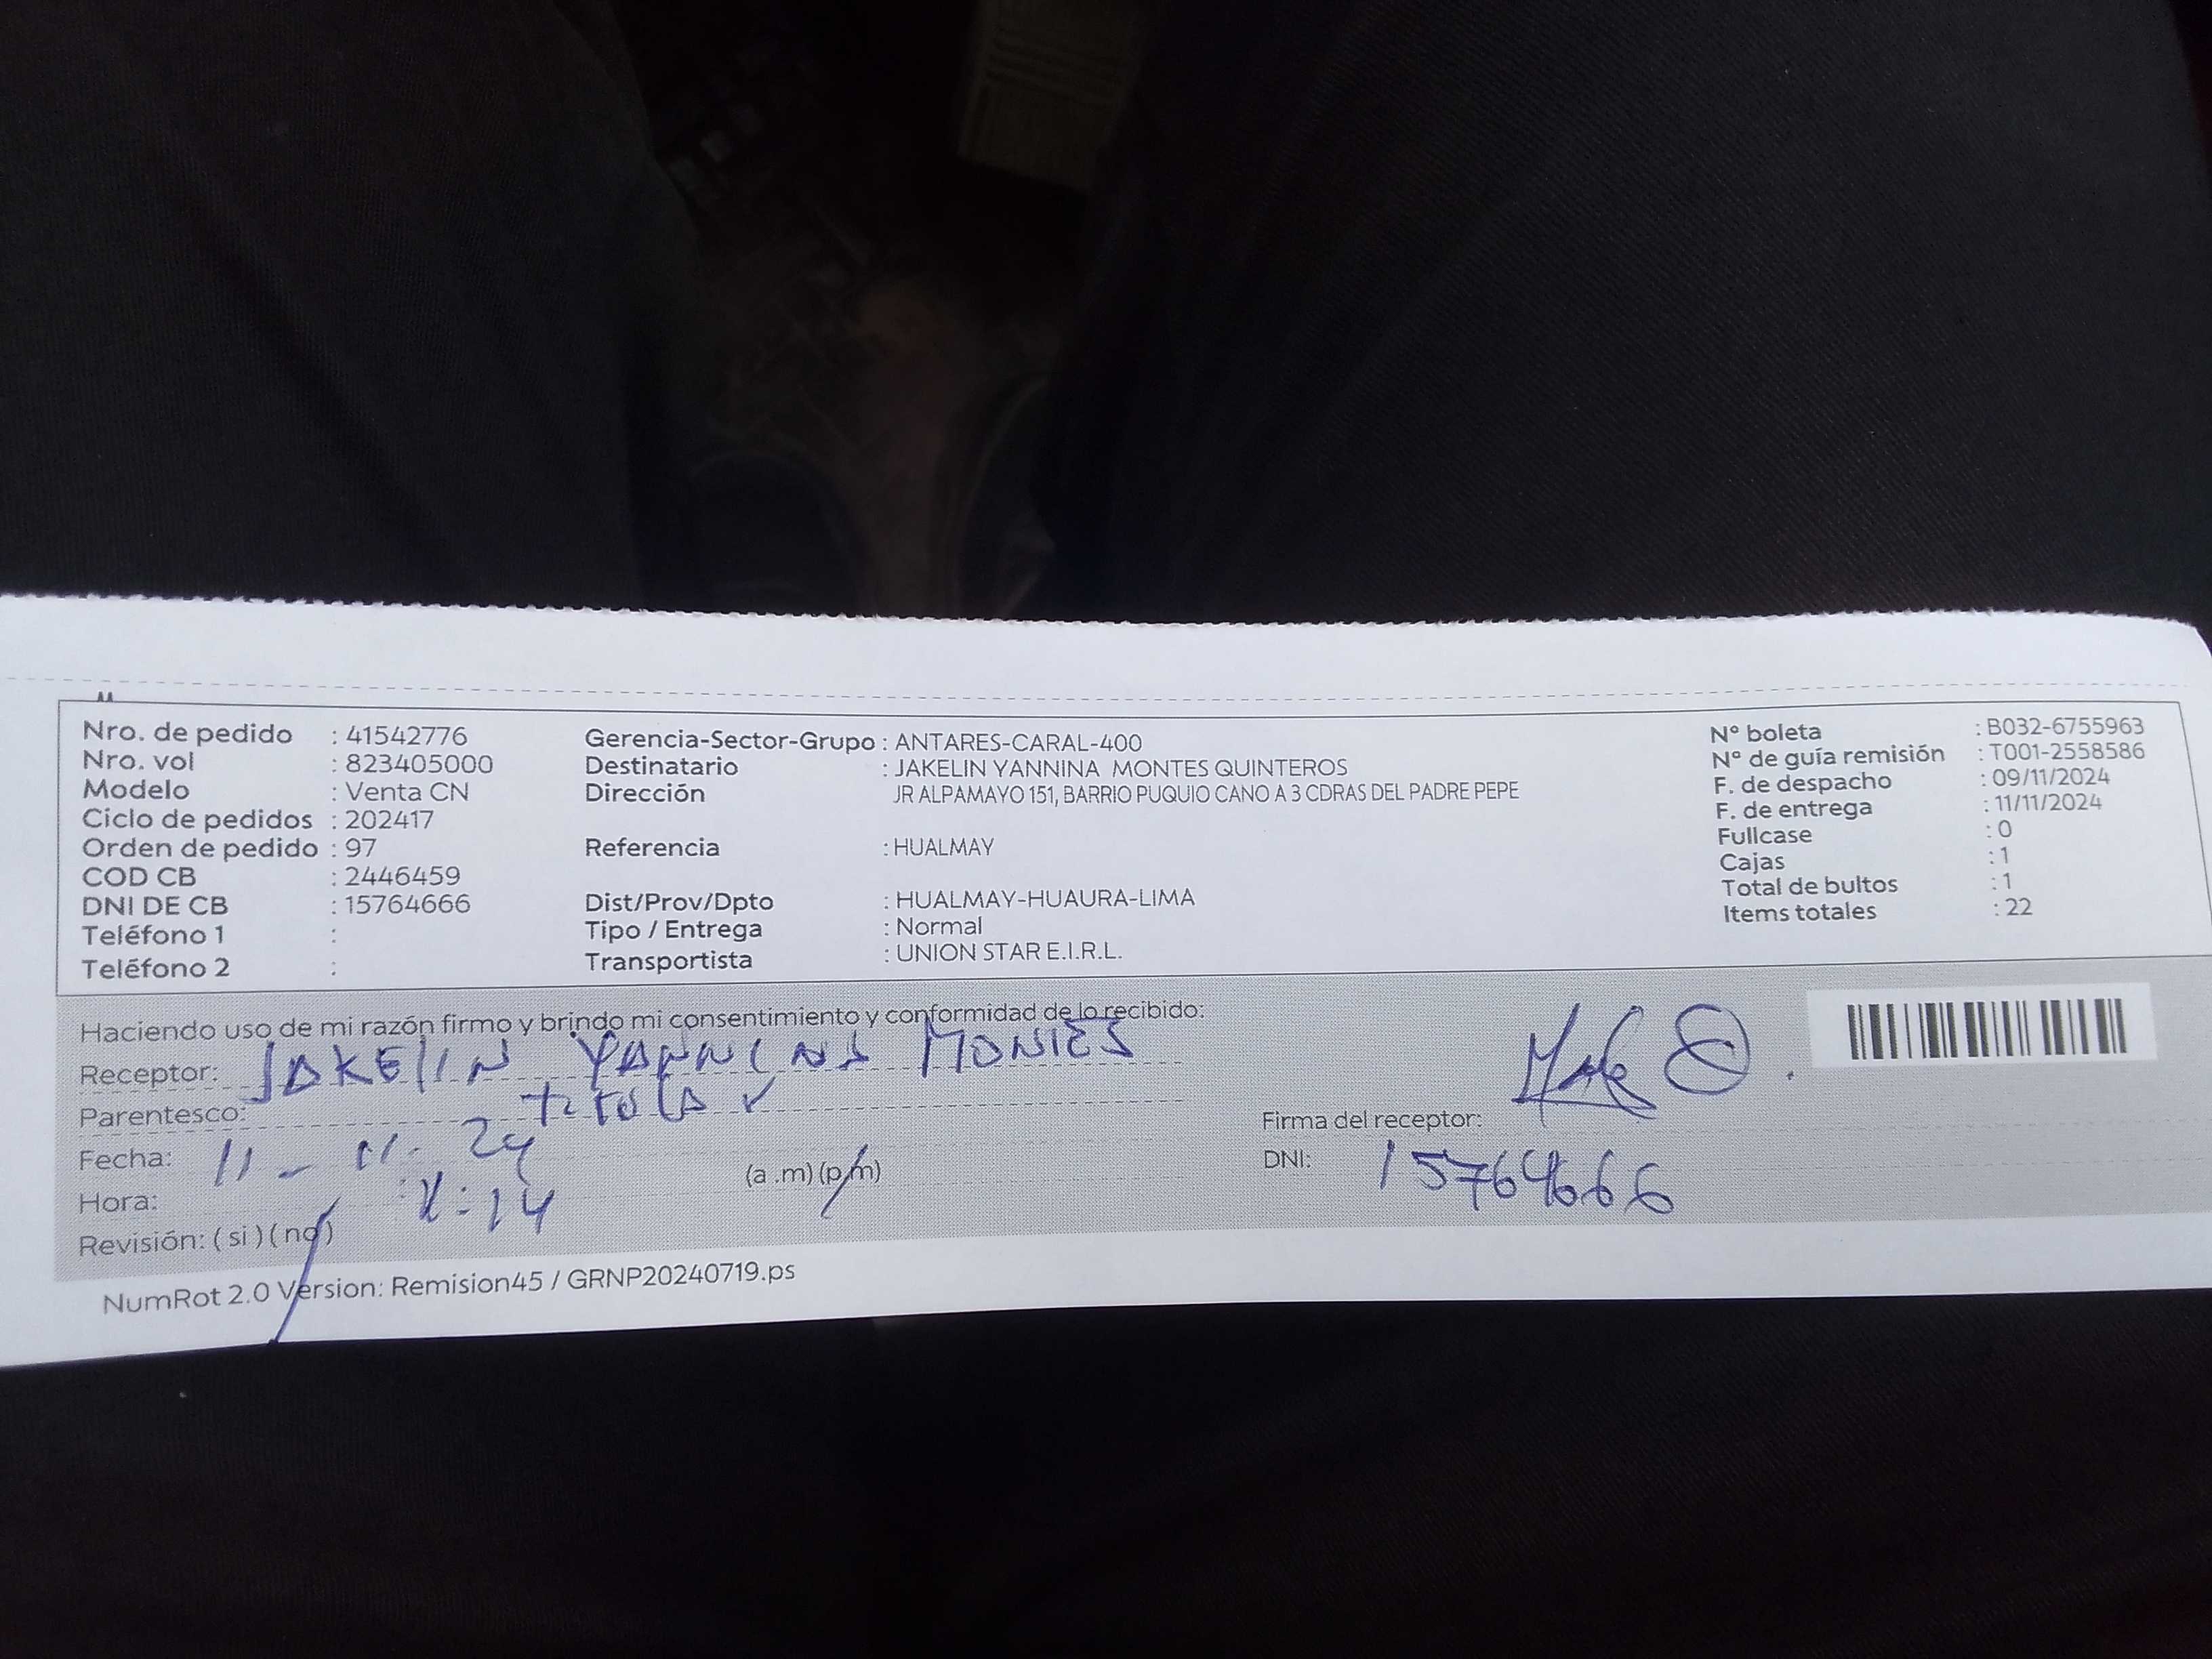 Nro. de pedido : 41542776
Nro. vol : 823405000
Modelo : Venta CN
Ciclo de pedidos : 202417
Orden de pedido : 97
COD CB : 2446459
DNI DE CB : 15764666
Teléfono 1 :
Teléfono 2 :
Gerencia-Sector-Grupo : ANTARES-CARAL-400
Destinatario : JAKELIN YANNINA MONTES QUINTEROS
Dirección JR ALPAMAYO 151, BARRIO PUQUIO CANO A 3 CDRAS DEL PADRE PEPE
Referencia : HUALMAY
Dist/Prov/Dpto : HUALMAY-HUAURA-LIMA
Tipo / Entrega : Normal
Transportista : UNION STAR E.I.R.L.
Nº boleta : B032-6755963
Nº de guía remisión : T001-2558586
F. de despacho : 09/11/2024
F. de entrega : 11/11/2024
Fullcase : 0
Cajas : 1
Total de bultos : 1
Items totales : 22
Haciendo uso de mi razón firmo y brindo mi consentimiento y conformidad de lo recibido:
Receptor: JAKELIN YANNINA MONTES
Parentesco: titular
Fecha: 11 - 11 - 24
Hora: :14 (a .m) (p.m)
Revisión: ( si ) ( no )
Firma del receptor:
DNI: 15764666
NumRot 2.0 Version: Remision45 / GRNP20240719.ps